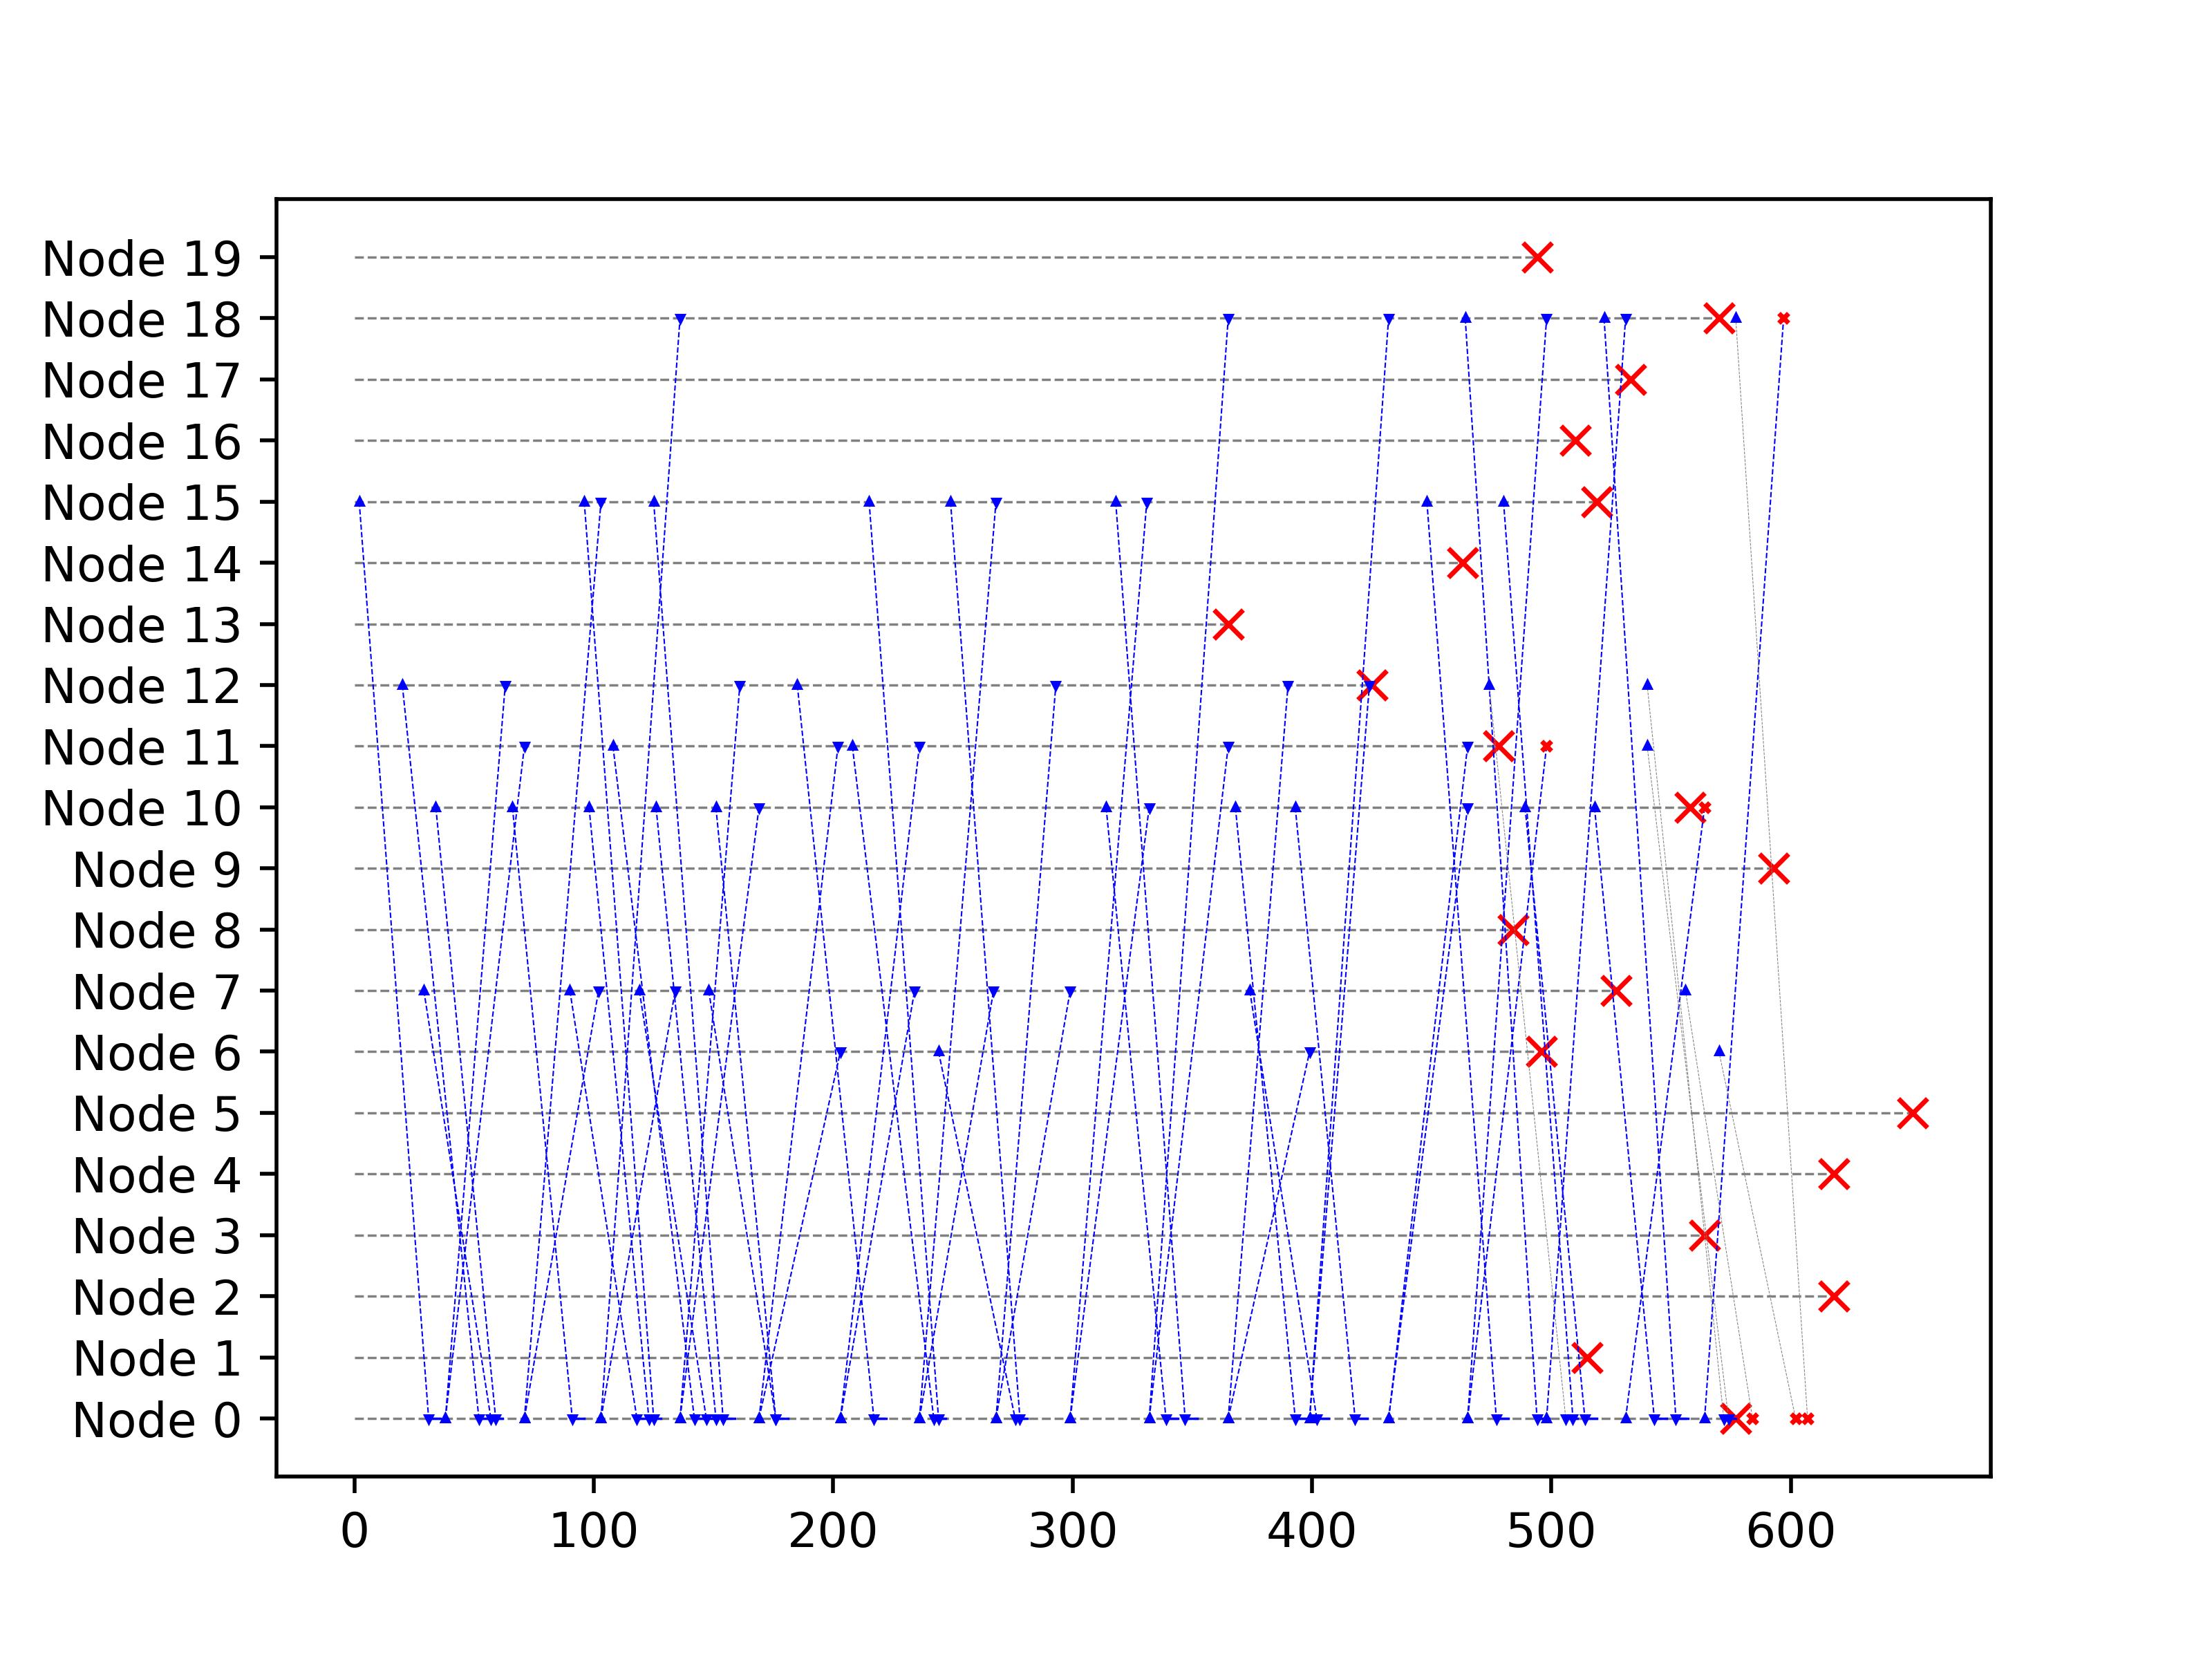 Node 19
Node 18
Node 17
Node 16
Node 15
Node 14
Node 13
Node 12
Node 11
Node 10
Node 9
Node 8
Node 7
Node 6
Node 5
Node 4
Node 3
Node 2
Node 1
Node 0
0 100 200 300 400 500 600